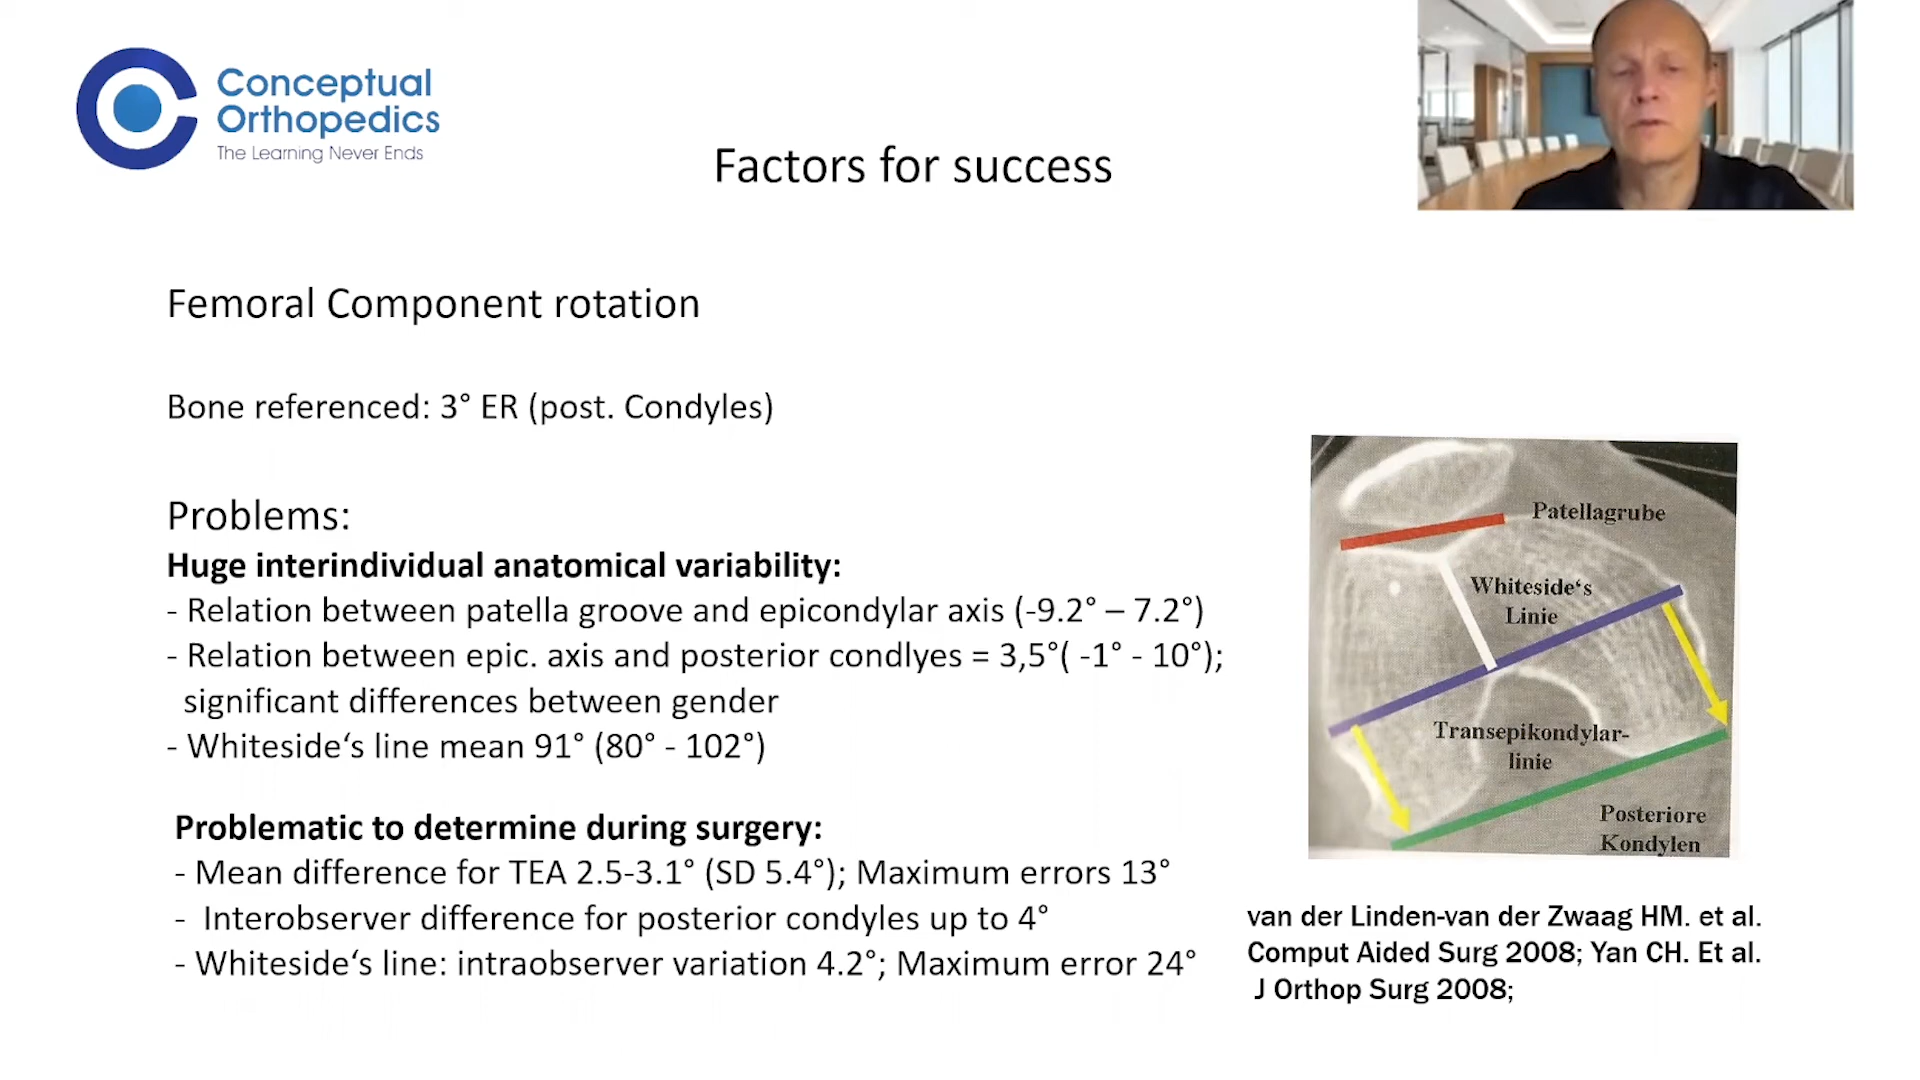 Conceptual
Orthopedics
The Learning Never Ends
Factors for success
Femoral Component rotation
Bone referenced: 3° ER (post. Condyles)
Problems:
Huge interindividual anatomical variability:
- Relation between patella groove and epicondylar axis (-9.2° – 7.2°)
- Relation between epic. axis and posterior condlyes = 3,5°( -1° - 10°);
significant differences between gender
- Whiteside‘s line mean 91° (80° - 102°)
Problematic to determine during surgery:
- Mean difference for TEA 2.5-3.1° (SD 5.4°); Maximum errors 13°
- Interobserver difference for posterior condyles up to 4°
- Whiteside‘s line: intraobserver variation 4.2°; Maximum error 24°
Patellagrube
Whiteside‘s
Linie
Transepikondylar-
linie
Posteriore
Kondylen
van der Linden-van der Zwaag HM. et al.
Comput Aided Surg 2008; Yan CH. Et al.
J Orthop Surg 2008;